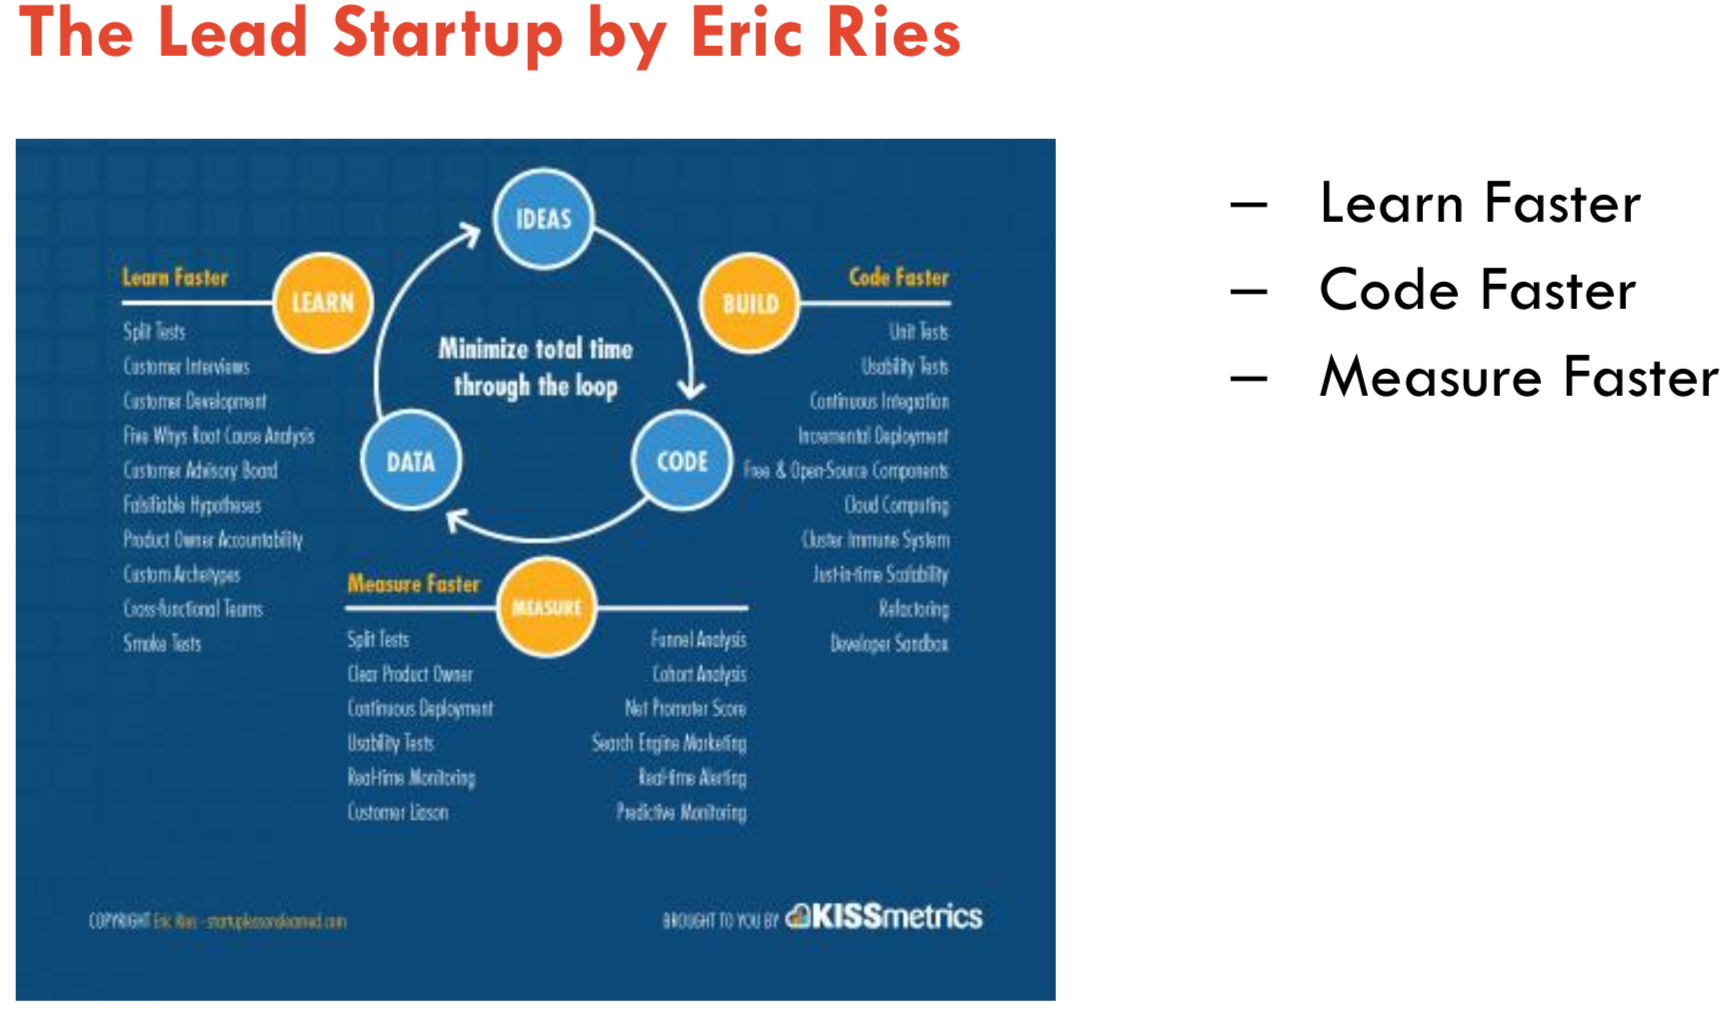 The Lead Startup by Eric Ries
– Learn Faster
– Code Faster
– Measure Faster
IDEAS
LEARN
BUILD
Minimize total time
through the loop
DATA
CODE
MEASURE
Learn Faster
Split Tests
Customer Interviews
Customer Development
Five Whys Root Cause Analysis
Customer Advisory Board
Falsifiable Hypotheses
Product Owner Accountability
Custom Archetypes
Cross-functional Teams
Smoke Tests
Code Faster
Unit Tests
Usability Tests
Continuous Integration
Incremental Deployment
Free & Open-Source Components
Cloud Computing
Cluster Immune System
Just-in-time Scalability
Refactoring
Developer Sandbox
Measure Faster
Split Tests
Clear Product Owner
Continuous Deployment
Usability Tests
Real-time Monitoring
Customer Liason
Funnel Analysis
Cohort Analysis
Net Promoter Score
Search Engine Marketing
Real-time Alerting
Predictive Monitoring
COPYRIGHT Eric Ries - startuplessonslearned.com
BROUGHT TO YOU BY KISSmetrics